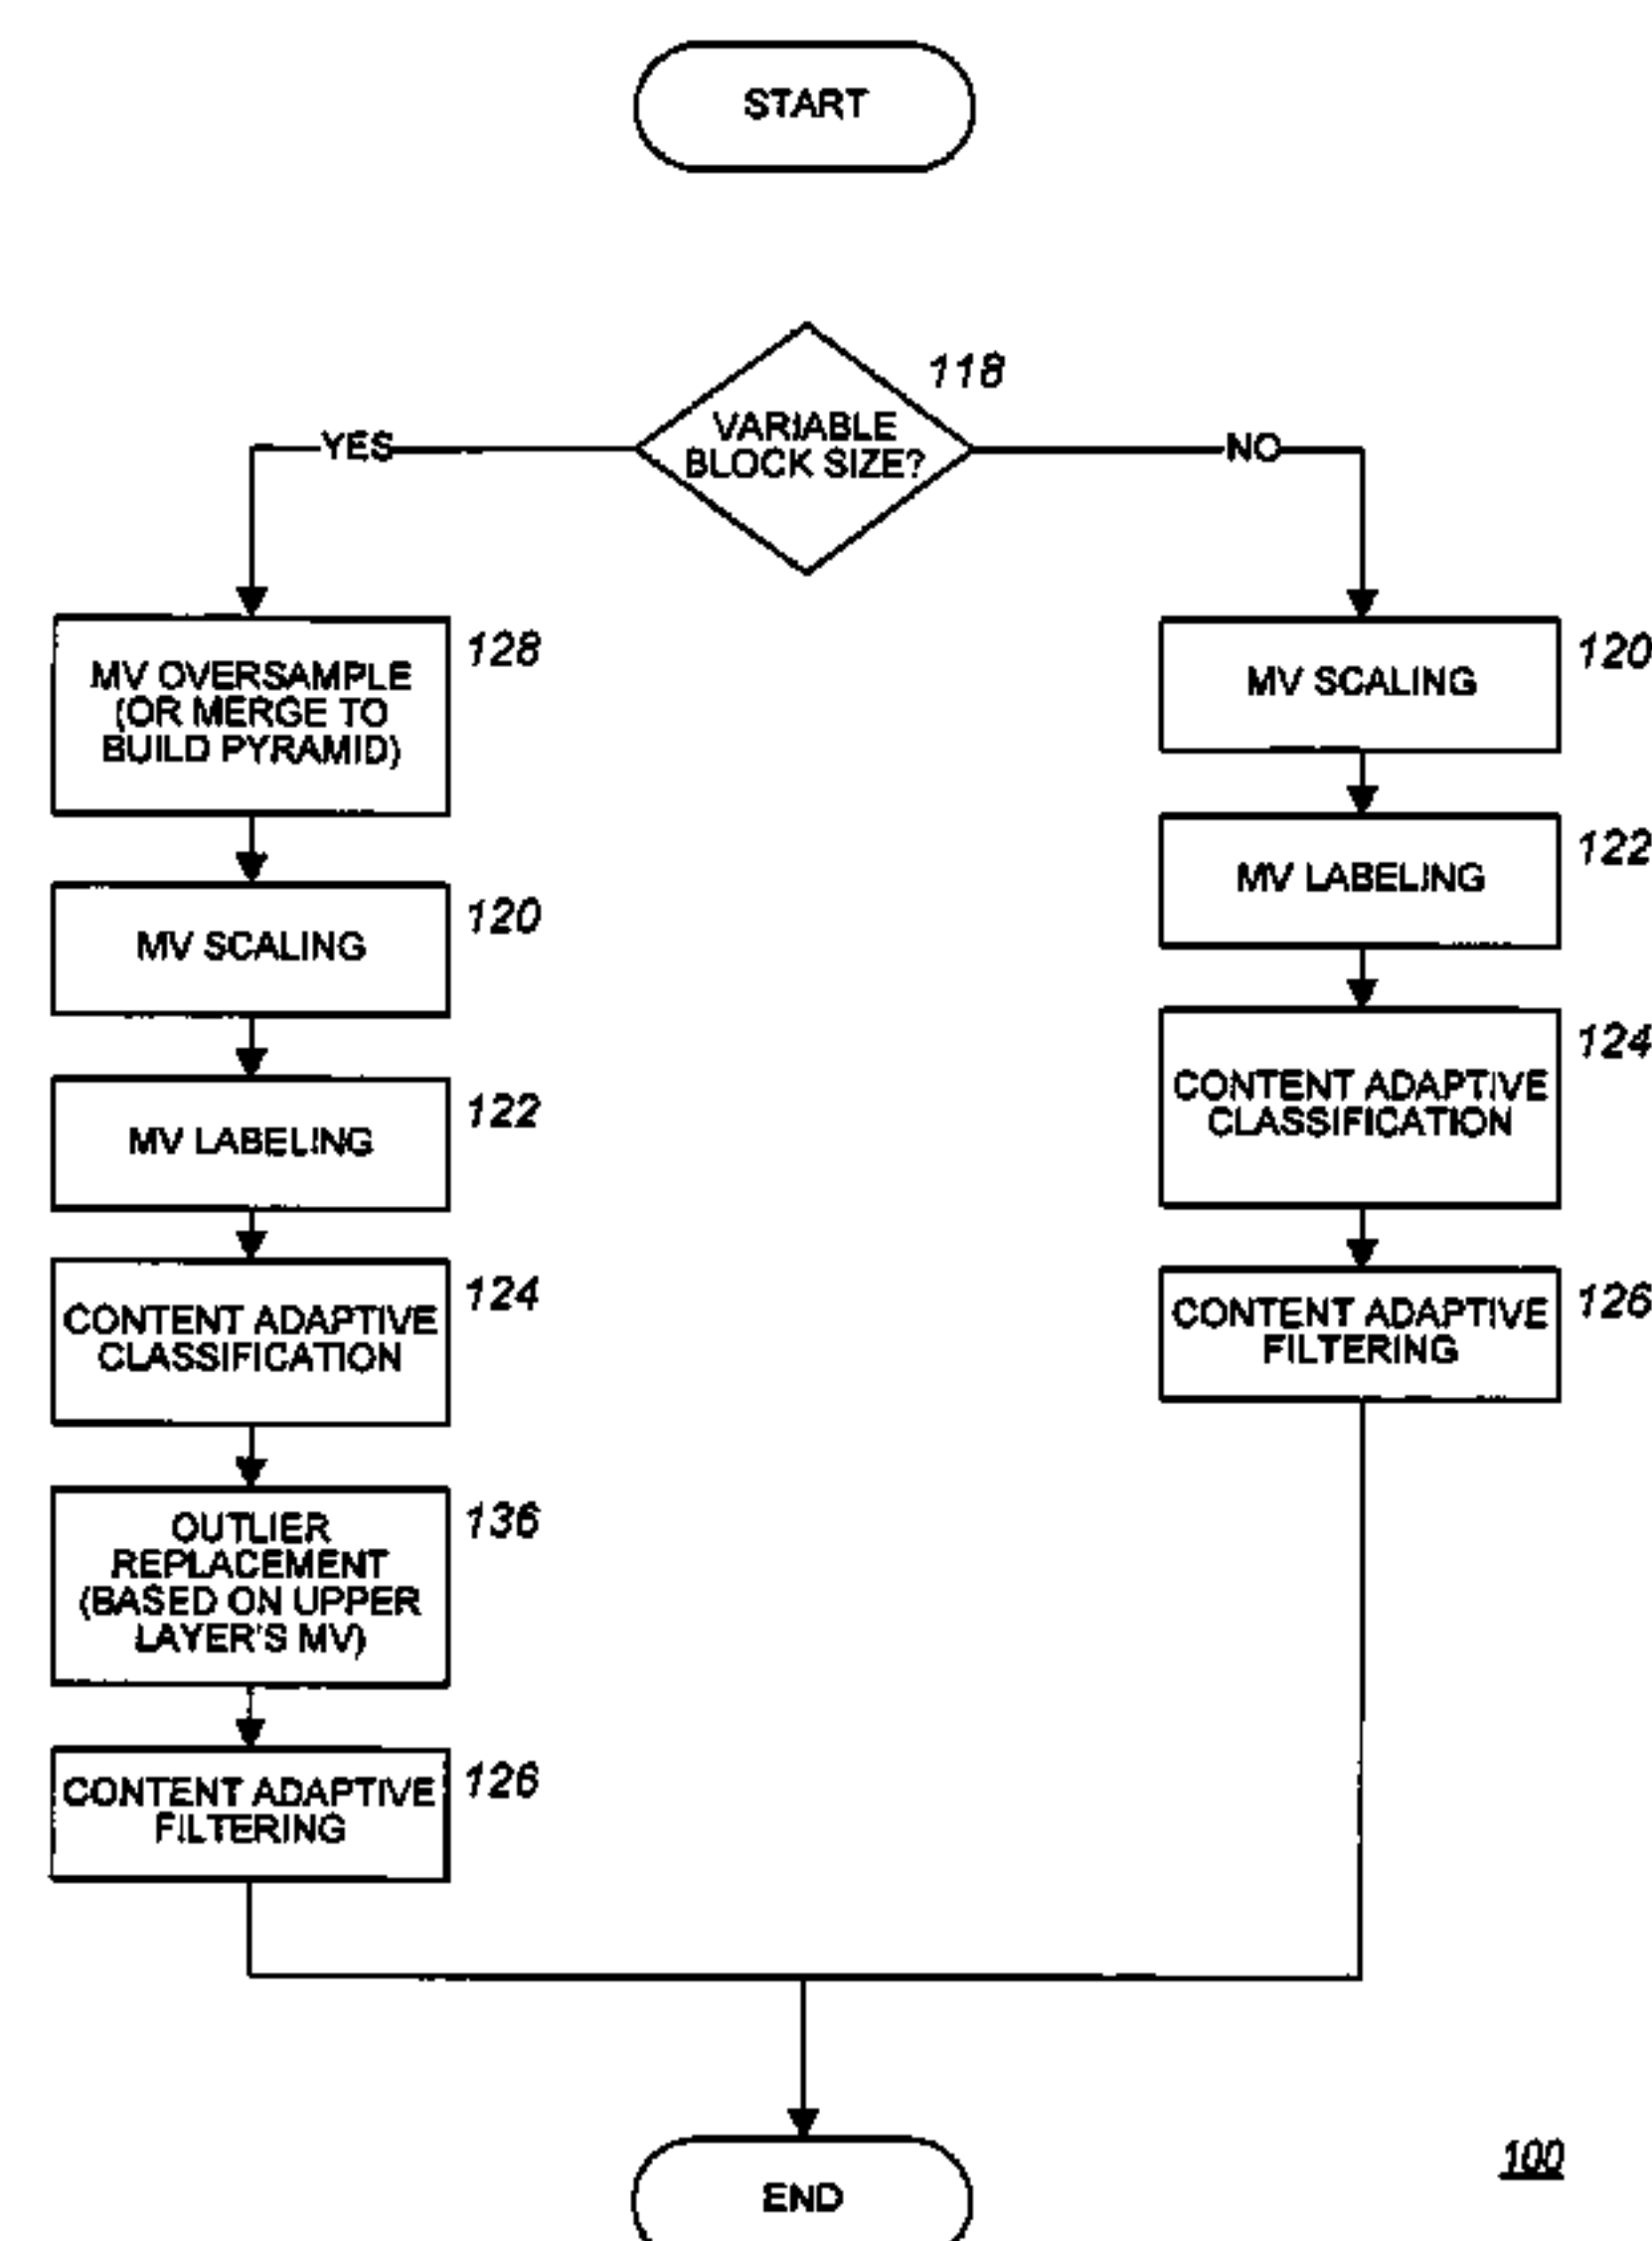 START
118
VARIABLE
BLOCK SIZE?
YES
NO
128
MV OVERSAMPLE
(OR MERGE TO
BUILD PYRAMID)
120
MV SCALING
122
MV LABELING
124
CONTENT ADAPTIVE
CLASSIFICATION
136
OUTLIER
REPLACEMENT
(BASED ON UPPER
LAYER'S MV)
126
CONTENT ADAPTIVE
FILTERING
120
MV SCALING
122
MV LABELING
124
CONTENT ADAPTIVE
CLASSIFICATION
126
CONTENT ADAPTIVE
FILTERING
END
100